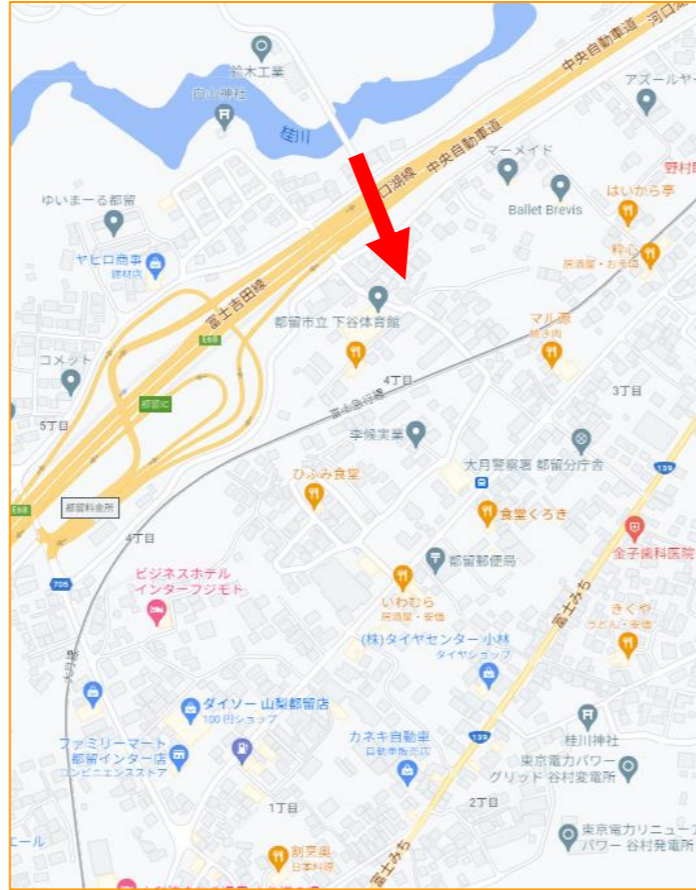 中央自動車道 河口湖
鈴木工業
アズールヤー
白山神社
桂川
口湖線 中央自動車道
マーメイド
野村
Ballet Brevis
はいから亭
ゆいまーる都留
粋心
居酒屋・お食事
ヤヒロ商事
建材店
富士吉田線
都留市立 下谷体育館
マル源
焼き肉
E68
コメット
4丁目
3丁目
都留IC
富士急行線
5丁目
李候実業
大月警察署 都留分庁舎
139
ひふみ食堂
E68
都留料金所
食堂くろき
4丁目
金子歯科医院
都留郵便局
705
ビジネスホテル
インターフジモト
いわむら
居酒屋・安価
富士みち
きくや
うどん・安価
(株)タイヤセンター 小林
タイヤショップ
大月線
ダイソー 山梨都留店
100 円ショップ
カネキ自動車
自動車販売店
139
桂川神社
ファミリーマート
都留インター店
コンビニエンスストア
東京電力パワー
グリッド 谷村変電所
1丁目
2丁目
エール
富士みち
東京電力リニューア
パワー 谷村発電所
割烹奥
日本料理